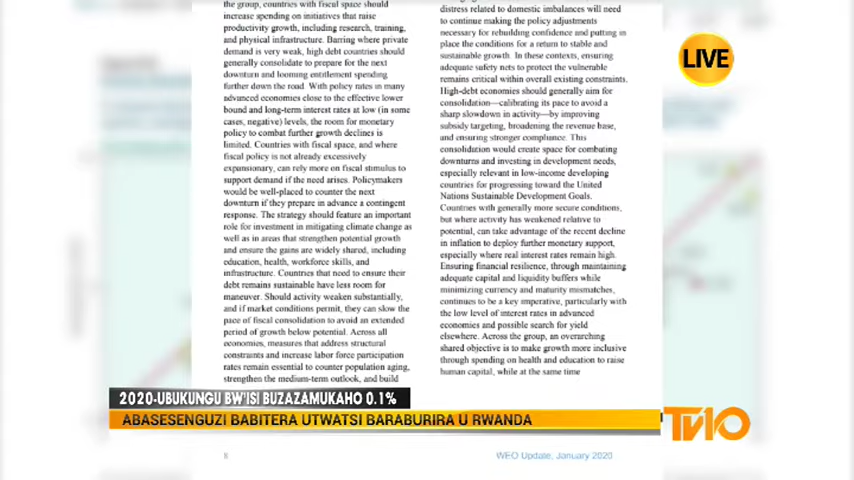 the group, countries with fiscal space should
increase spending on initiatives that raise
productivity growth, including research, training,
and physical infrastructure. Barring where private
demand is very weak, high debt countries should
generally consolidate to prepare for the next
downturn and looming entitlement spending
further down the road. With policy rates in many
advanced economies close to the effective lower
bound and long-term interest rates at low (in some
cases, negative) levels, the room for monetary
policy to combat further growth declines is
limited. Countries with fiscal space, and where
fiscal policy is not already excessively
expansionary, can rely more on fiscal stimulus to
support demand if the need arises. Policymakers
would be well-placed to counter the next
downturn if they prepare in advance a contingent
response. The strategy should feature an important
role for investment in mitigating climate change as
well as in areas that strengthen potential growth
and ensure the gains are widely shared, including
education, health, workforce skills, and
infrastructure. Countries that need to ensure their
debt remains sustainable have less room for
maneuver. Should activity weaken substantially,
and if market conditions permit, they can slow the
pace of fiscal consolidation to avoid an extended
period of growth below potential. Across all
economies, measures that address structural
constraints and increase labor force participation
rates remain essential to counter population aging,
strengthen the medium-term outlook, and build
distress related to domestic imbalances will need
to continue making the policy adjustments
necessary for rebuilding confidence and putting in
place the conditions for a return to stable and
sustainable growth. In these contexts, ensuring
adequate safety nets to protect the vulnerable
remains critical within overall existing constraints.
High-debt economies should generally aim for
consolidation—calibrating its pace to avoid a
sharp slowdown in activity—by improving
subsidy targeting, broadening the revenue base,
and ensuring stronger compliance. This
consolidation would create space for combating
downturns and investing in development needs,
especially relevant in low-income developing
countries for progressing toward the United
Nations Sustainable Development Goals.
Countries with generally more secure conditions,
but where activity has weakened relative to
potential, can take advantage of the recent decline
in inflation to deploy further monetary support,
especially where real interest rates remain high.
Ensuring financial resilience, through maintaining
adequate capital and liquidity buffers while
minimizing currency and maturity mismatches,
continues to be a key imperative, particularly with
the low level of interest rates in advanced
economies and possible search for yield
elsewhere. Across the group, an overarching
shared objective is to make growth more inclusive
through spending on health and education to raise
human capital, while at the same time
LIVE
2020-UBUKUNGU BW'ISI BUZAZAMUKAHO 0.1%
ABASESENGUZI BABITERA UTWATSI BARABURIRA U RWANDA
TV10
8
WEO Update, January 2020